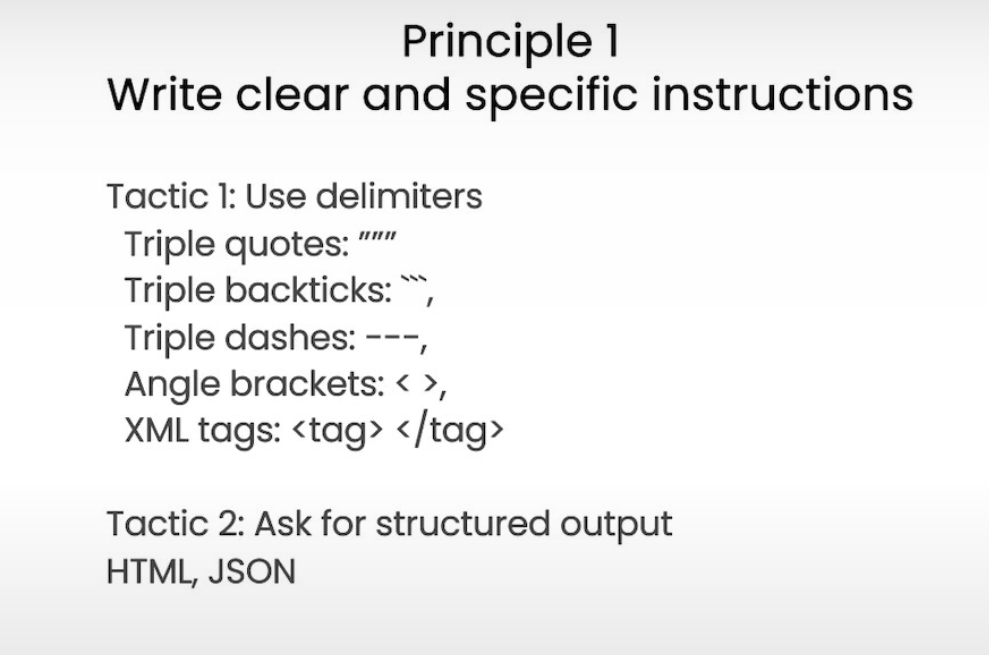 Principle 1
Write clear and specific instructions
Tactic 1: Use delimiters
Triple quotes: """
Triple backticks: ```,
Triple dashes: ---,
Angle brackets: < >,
XML tags: <tag> </tag>
Tactic 2: Ask for structured output
HTML, JSON